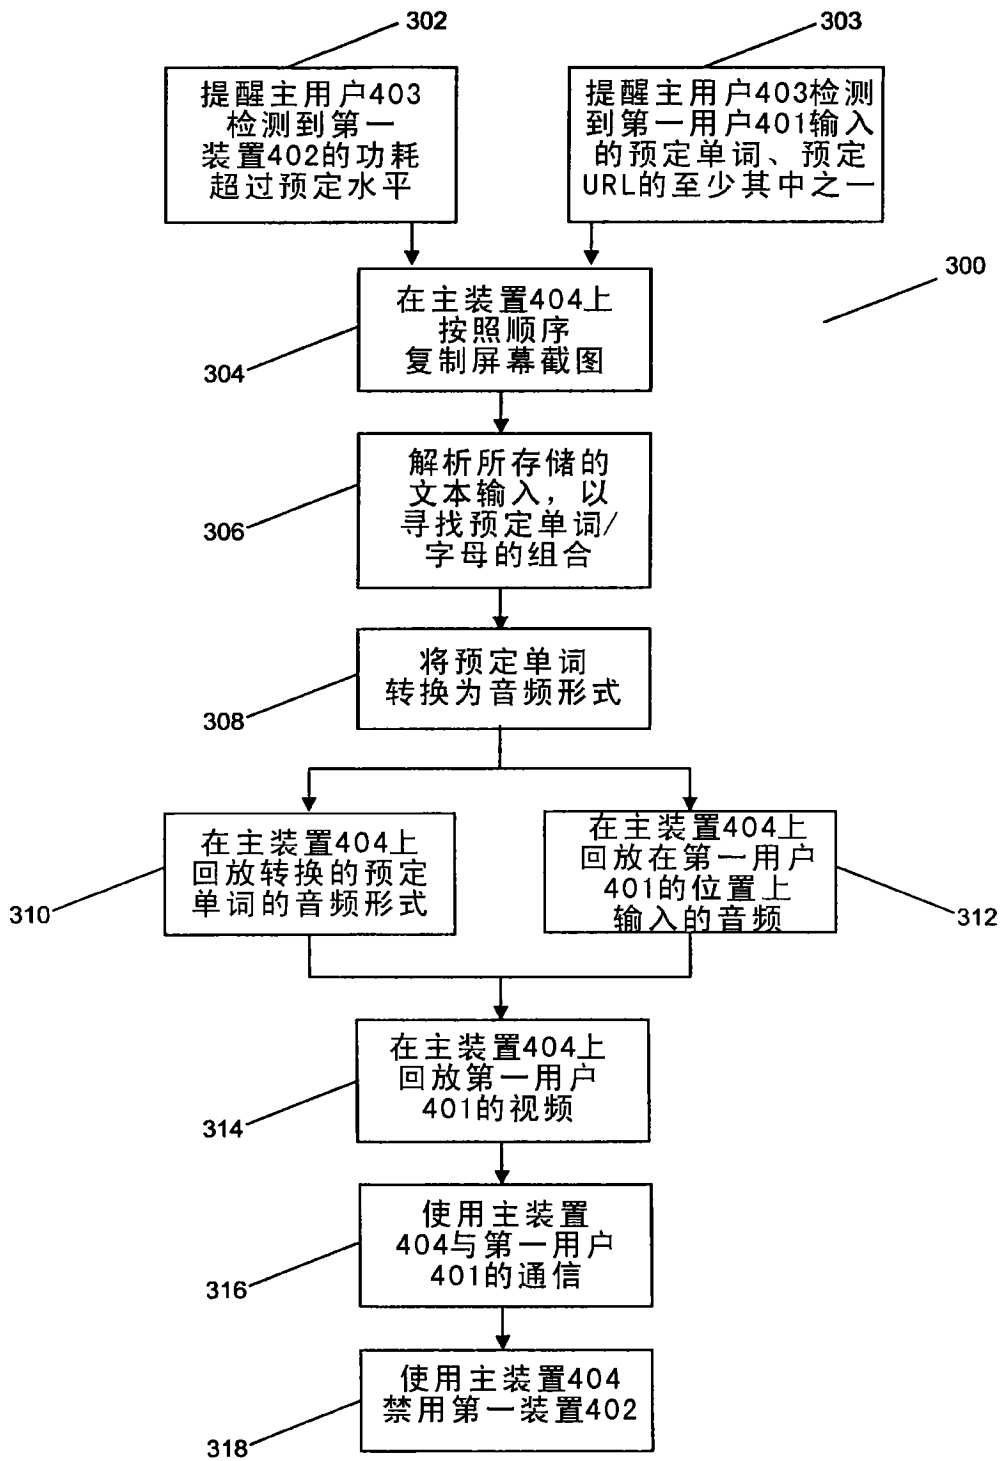 302
303
提醒主用户403
检测到第一
装置402的功耗
超过预定水平
提醒主用户403检测
到第一用户401输入
的预定单词、预定
URL的至少其中之一
300
在主装置404上
按照顺序
复制屏幕截图
304
解析所存储的
文本输入，以
寻找预定单词/
字母的组合
306
将预定单词
转换为音频形式
308
在主装置404上
回放转换的预定
单词的音频形式
310
在主装置404上
回放在第一用户
401的位置上
输入的音频
312
在主装置404上
回放第一用户
401的视频
314
使用主装置
404与第一用户
401的通信
316
使用主装置404
禁用第一装置402
318